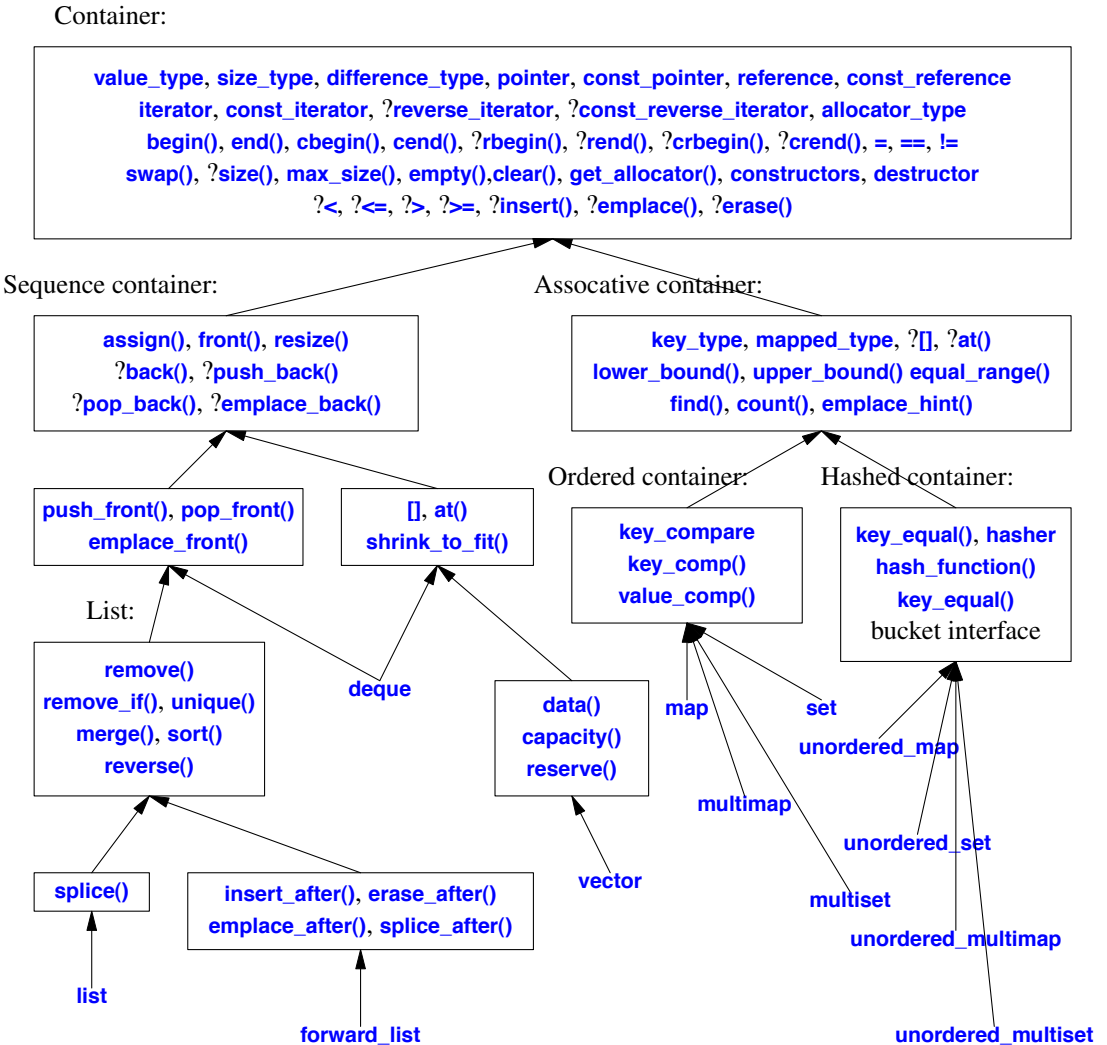 Container:
value_type, size_type, difference_type, pointer, const_pointer, reference, const_reference
iterator, const_iterator, ?reverse_iterator, ?const_reverse_iterator, allocator_type
begin(), end(), cbegin(), cend(), ?rbegin(), ?rend(), ?crbegin(), ?crend(), =, ==, !=
swap(), ?size(), max_size(), empty(),clear(), get_allocator(), constructors, destructor
?<, ?<=, ?>, ?>=, ?insert(), ?emplace(), ?erase()
Sequence container:
assign(), front(), resize()
?back(), ?push_back()
?pop_back(), ?emplace_back()
Assocative container:
key_type, mapped_type, ?[], ?at()
lower_bound(), upper_bound() equal_range()
find(), count(), emplace_hint()
push_front(), pop_front()
emplace_front()
[], at()
shrink_to_fit()
Ordered container:
key_compare
key_comp()
value_comp()
Hashed container:
key_equal(), hasher
hash_function()
key_equal()
bucket interface
List:
remove()
remove_if(), unique()
merge(), sort()
reverse()
deque
data()
capacity()
reserve()
map
set
unordered_map
multimap
unordered_set
vector
multiset
splice()
insert_after(), erase_after()
emplace_after(), splice_after()
unordered_multimap
list
forward_list
unordered_multiset